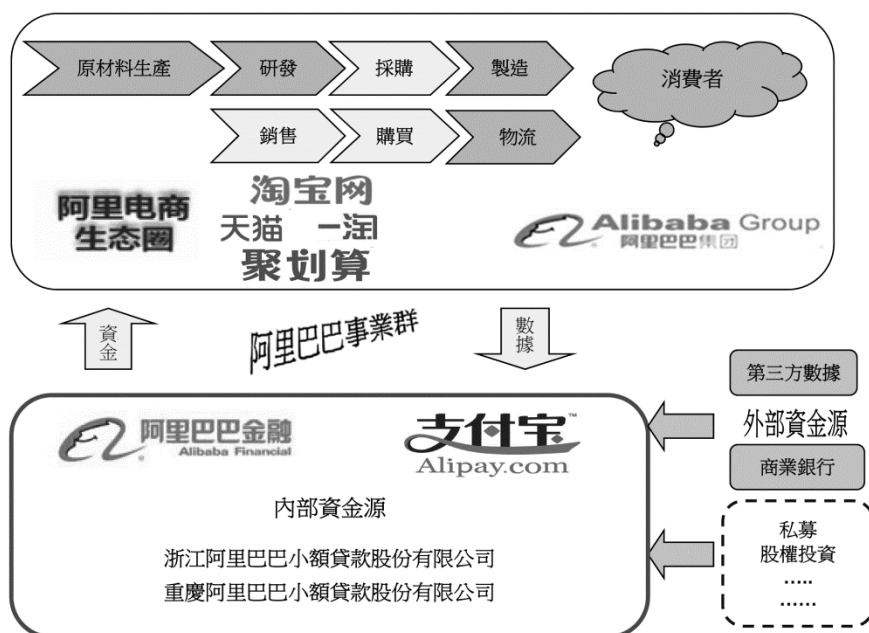 原材料生產 研發 採購 製造 消費者
銷售 購買 物流
阿里电商
生态圈
淘宝网
天猫 一淘
聚划算
Alibaba Group
阿里巴巴集团
資金
阿里巴巴事業群
數據
第三方數據
外部資金源
商業銀行
私募
股權投資
.....
......
阿里巴巴金融
Alibaba Financial
支付宝™
Alipay.com
內部資金源
浙江阿里巴巴小額貸款股份有限公司
重慶阿里巴巴小額貸款股份有限公司